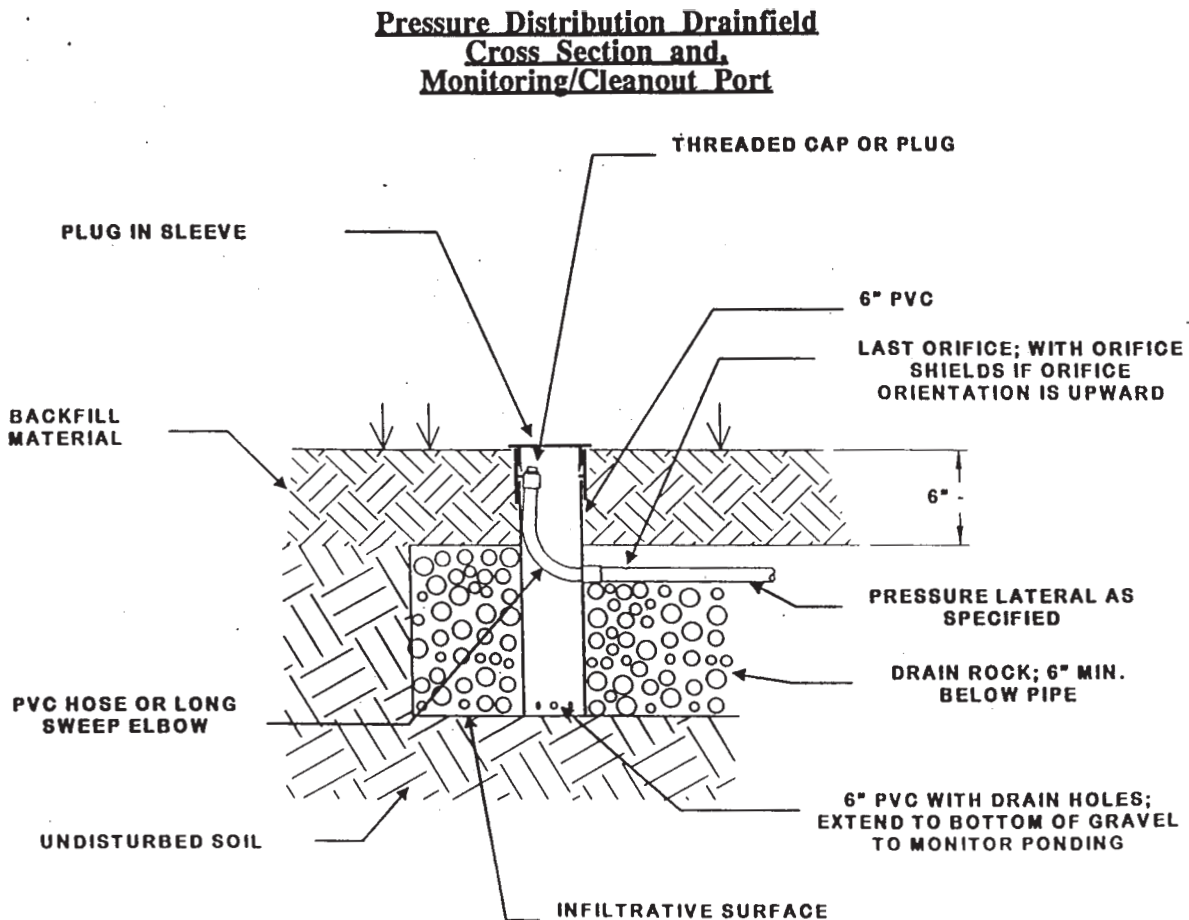 Pressure Distribution Drainfield
Cross Section and,
Monitoring/Cleanout Port
THREADED CAP OR PLUG
PLUG IN SLEEVE
6" PVC
LAST ORIFICE; WITH ORIFICE
SHIELDS IF ORIFICE
ORIENTATION IS UPWARD
BACKFILL
MATERIAL
6"
PRESSURE LATERAL AS
SPECIFIED
DRAIN ROCK; 6" MIN.
BELOW PIPE
PVC HOSE OR LONG
SWEEP ELBOW
6" PVC WITH DRAIN HOLES;
EXTEND TO BOTTOM OF GRAVEL
TO MONITOR PONDING
UNDISTURBED SOIL
INFILTRATIVE SURFACE